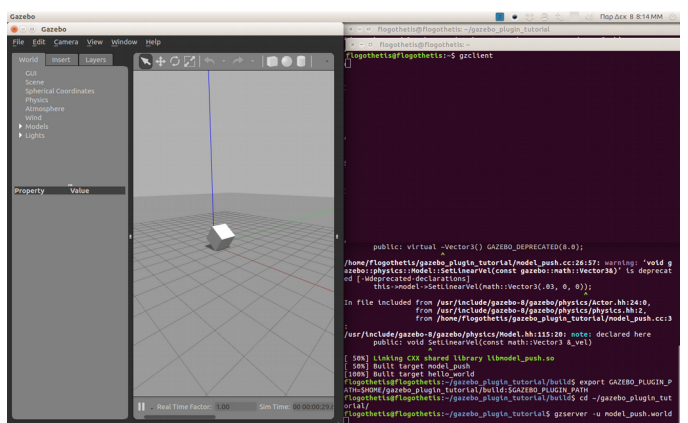 Gazebo
Παρ Δεκ 8 8:14 ΜΜ
Gazebo
File Edit Camera View Window Help
World Insert Layers
GUI
Scene
Spherical Coordinates
Physics
Atmosphere
Wind
Models
Lights
Property Value
Real Time Factor: 1.00 Sim Time: 00 00:00:29.
flogothetis@flogothetis: ~/gazebo_plugin_tutorial
flogothetis@flogothetis: ~
flogothetis@flogothetis:~$ gzclient
public: virtual ~Vector3() GAZEBO_DEPRECATED(8.0);
^
/home/flogothetis/gazebo_plugin_tutorial/model_push.cc:26:57: warning: 'void g
azebo::physics::Model::SetLinearVel(const gazebo::math::Vector3&)' is deprecat
ed [-Wdeprecated-declarations]
this->model->SetLinearVel(math::Vector3(.03, 0, 0));
^
In file included from /usr/include/gazebo-8/gazebo/physics/Actor.hh:24:0,
from /usr/include/gazebo-8/gazebo/physics/physics.hh:2,
from /home/flogothetis/gazebo_plugin_tutorial/model_push.cc:3
:
/usr/include/gazebo-8/gazebo/physics/Model.hh:115:20: note: declared here
public: void SetLinearVel(const math::Vector3 &_vel)
^
[ 50%] Linking CXX shared library libmodel_push.so
[ 50%] Built target model_push
[100%] Built target hello_world
flogothetis@flogothetis:~/gazebo_plugin_tutorial/build$ export GAZEBO_PLUGIN_P
ATH=$HOME/gazebo_plugin_tutorial/build:$GAZEBO_PLUGIN_PATH
flogothetis@flogothetis:~/gazebo_plugin_tutorial/build$ cd ~/gazebo_plugin_tut
orial/
flogothetis@flogothetis:~/gazebo_plugin_tutorial$ gzserver -u model_push.world